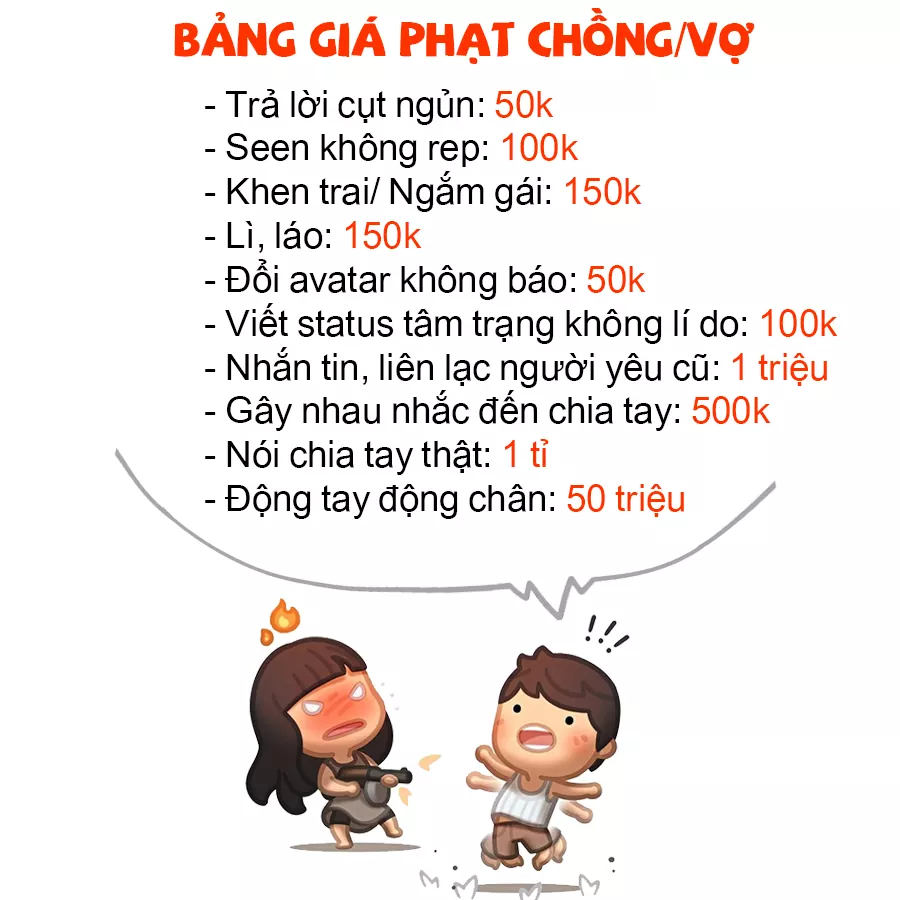 BẢNG GIÁ PHẠT CHỒNG/VỢ
- Trả lời cụt ngủn: 50k
- Seen không rep: 100k
- Khen trai/ Ngắm gái: 150k
- Lì, láo: 150k
- Đổi avatar không báo: 50k
- Viết status tâm trạng không lí do: 100k
- Nhắn tin, liên lạc người yêu cũ: 1 triệu
- Gây nhau nhắc đến chia tay: 500k
- Nói chia tay thật: 1 tỉ
- Động tay động chân: 50 triệu
!!!